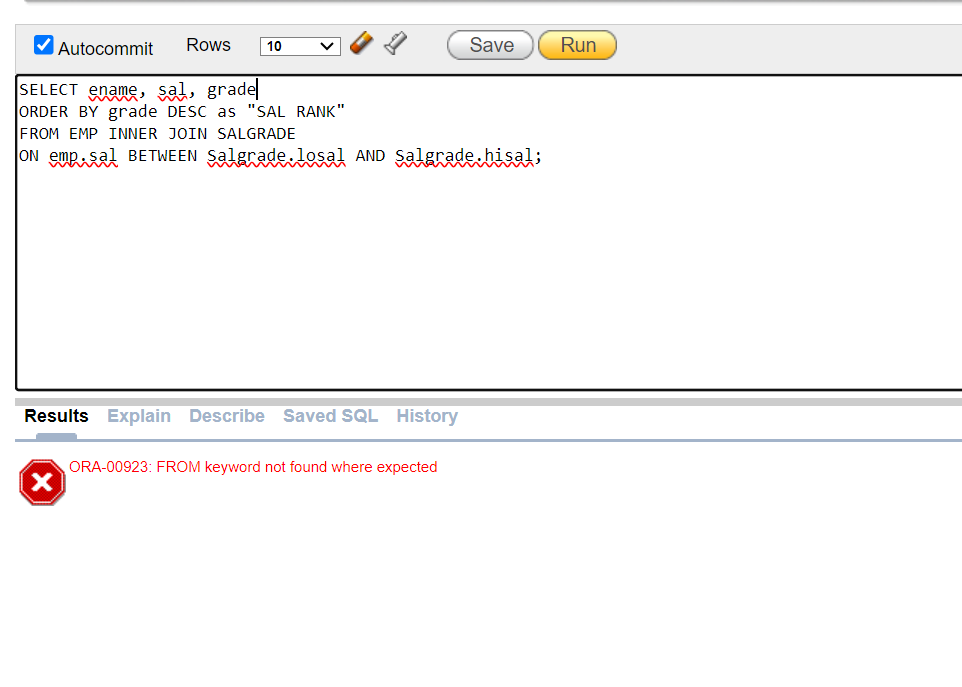 Autocommit Rows 10 Save Run
SELECT ename, sal, grade
ORDER BY grade DESC as "SAL RANK"
FROM EMP INNER JOIN SALGRADE
ON emp.sal BETWEEN Salgrade.losal AND Salgrade.hisal;
Results Explain Describe Saved SQL History
ORA-00923: FROM keyword not found where expected